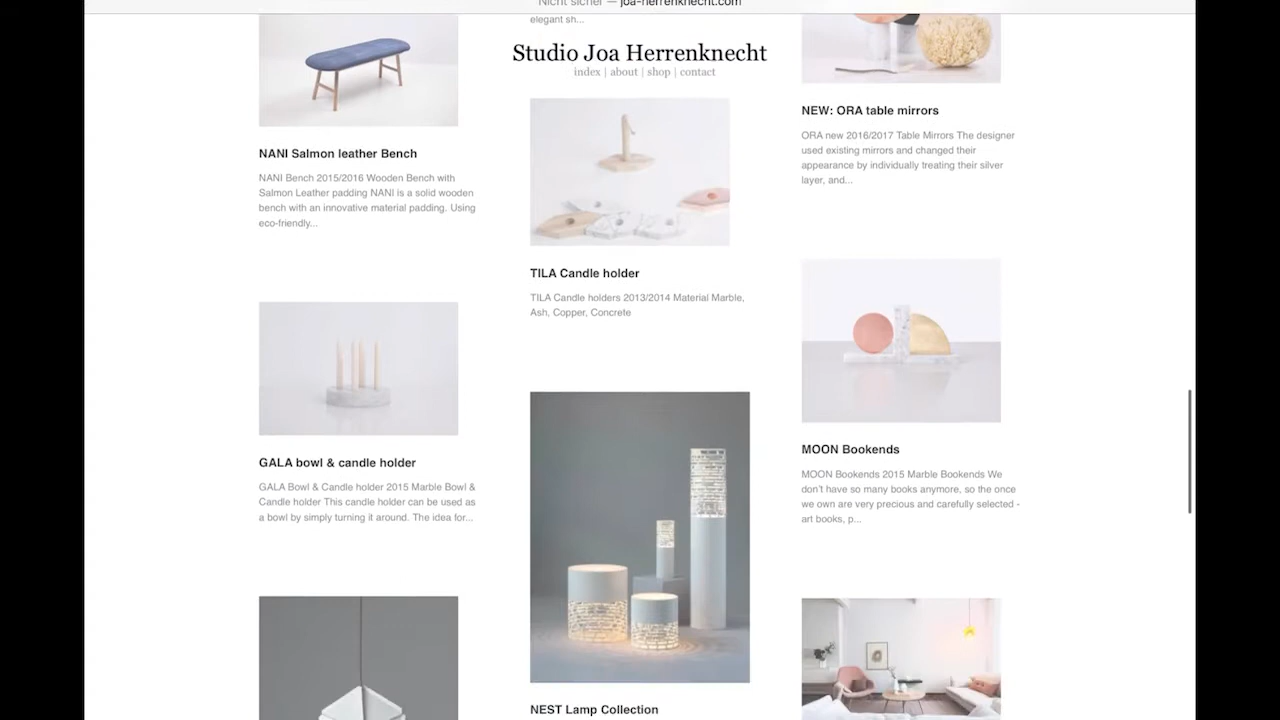 Nicht sicher — joa-herrenknecht.com
elegant sh...
Studio Joa Herrenknecht
index | about | shop | contact
NANI Salmon leather Bench
NANI Bench 2015/2016 Wooden Bench with
Salmon Leather padding NANI is a solid wooden
bench with an innovative material padding. Using
eco-friendly...
GALA bowl & candle holder
GALA Bowl & Candle holder 2015 Marble Bowl &
Candle holder This candle holder can be used as
a bowl by simply turning it around. The idea for...
TILA Candle holder
TILA Candle holders 2013/2014 Material Marble,
Ash, Copper, Concrete
NEST Lamp Collection
NEW: ORA table mirrors
ORA new 2016/2017 Table Mirrors The designer
used existing mirrors and changed their
appearance by individually treating their silver
layer, and...
MOON Bookends
MOON Bookends 2015 Marble Bookends We
don't have so many books anymore, so the once
we own are very precious and carefully selected -
art books, p...